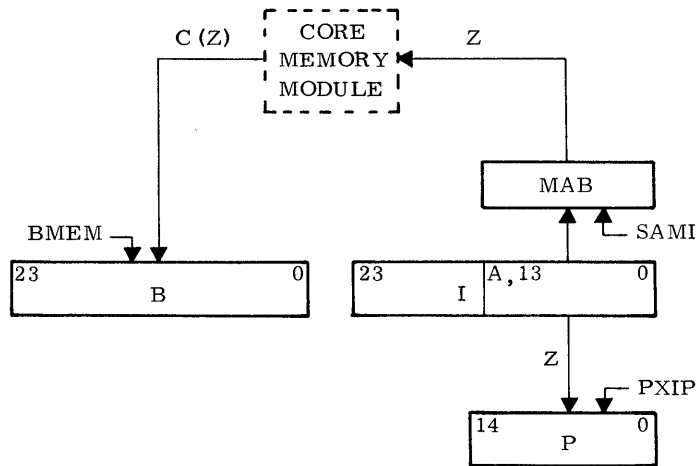 C(Z)
CORE
MEMORY
MODULE
Z
MAB
BMEM
SAMI
23 0
B
23 A,13 0
I
Z
PXIP
14 0
P